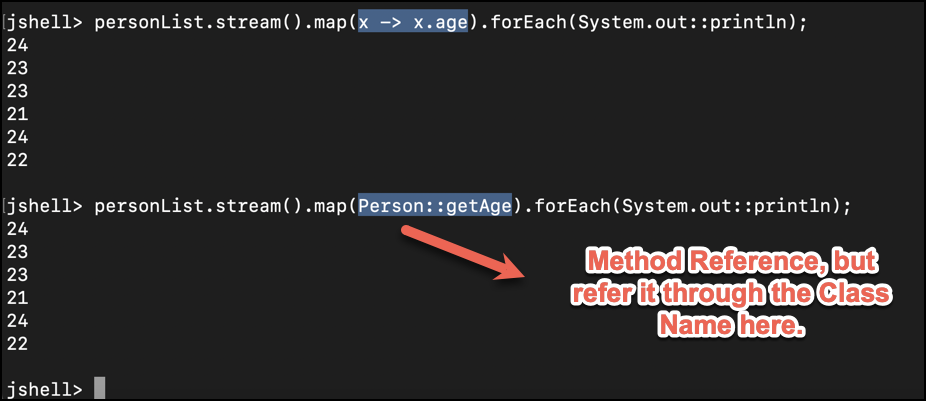 jshell> personList.stream().map(x -> x.age).forEach(System.out::println);
24
23
23
21
24
22
jshell> personList.stream().map(Person::getAge).forEach(System.out::println);
24
23
23
21
24
22
Method Reference, but
refer it through the Class
Name here.
jshell>